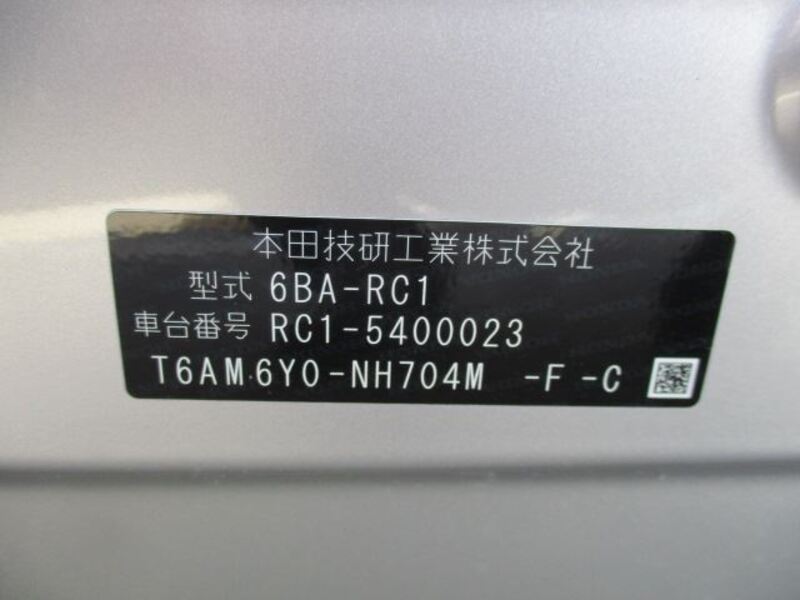 本田技研工業株式会社
型式 6BA-RC1
車台番号 RC1-5400023
T6AM 6Y0-NH704M -F -C